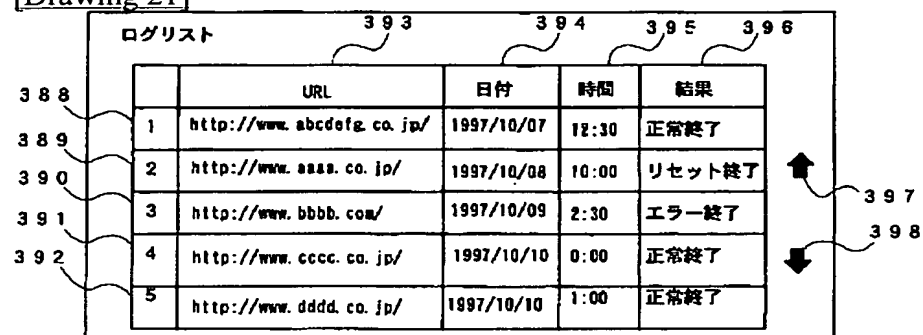 [Drawing 21]
393 394 395 396
ログリスト
URL 日付 時間 結果
388
1 http://www.abcdefg.co.jp/ 1997/10/07 12:30 正常終了
389
2 http://www.aaaa.co.jp/ 1997/10/08 10:00 リセット終了
390
397
3 http://www.bbbb.com/ 1997/10/09 2:30 エラー終了
391
398
4 http://www.cccc.co.jp/ 1997/10/10 0:00 正常終了
392
5 http://www.dddd.co.jp/ 1997/10/10 1:00 正常終了